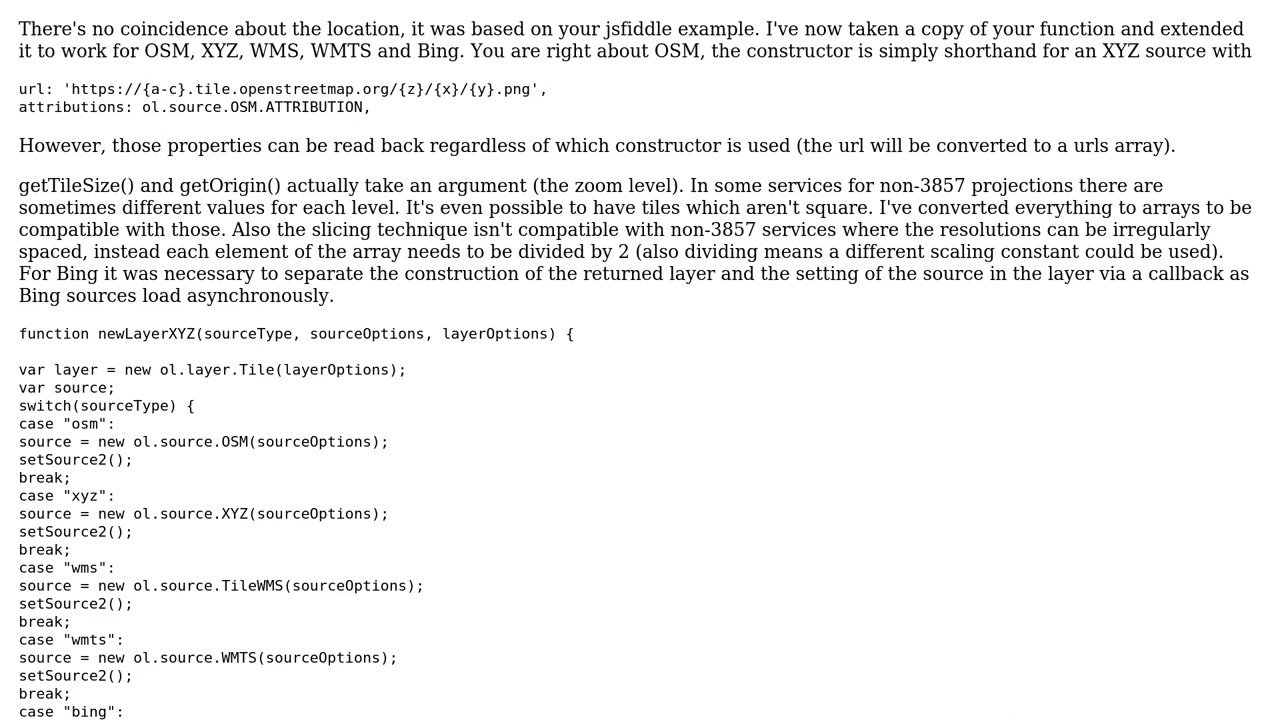 There's no coincidence about the location, it was based on your jsfiddle example. I've now taken a copy of your function and extended
it to work for OSM, XYZ, WMS, WMTS and Bing. You are right about OSM, the constructor is simply shorthand for an XYZ source with
url: 'https://{a-c}.tile.openstreetmap.org/{z}/{x}/{y}.png',
attributions: ol.source.OSM.ATTRIBUTION,
However, those properties can be read back regardless of which constructor is used (the url will be converted to a urls array).
getTileSize() and getOrigin() actually take an argument (the zoom level). In some services for non-3857 projections there are
sometimes different values for each level. It's even possible to have tiles which aren't square. I've converted everything to arrays to be
compatible with those. Also the slicing technique isn't compatible with non-3857 services where the resolutions can be irregularly
spaced, instead each element of the array needs to be divided by 2 (also dividing means a different scaling constant could be used).
For Bing it was necessary to separate the construction of the returned layer and the setting of the source in the layer via a callback as
Bing sources load asynchronously.
function newLayerXYZ(sourceType, sourceOptions, layerOptions) {
var layer = new ol.layer.Tile(layerOptions);
var source;
switch(sourceType) {
case "osm":
source = new ol.source.OSM(sourceOptions);
setSource2();
break;
case "xyz":
source = new ol.source.XYZ(sourceOptions);
setSource2();
break;
case "wms":
source = new ol.source.TileWMS(sourceOptions);
setSource2();
break;
case "wmts":
source = new ol.source.WMTS(sourceOptions);
setSource2();
break;
case "bing":